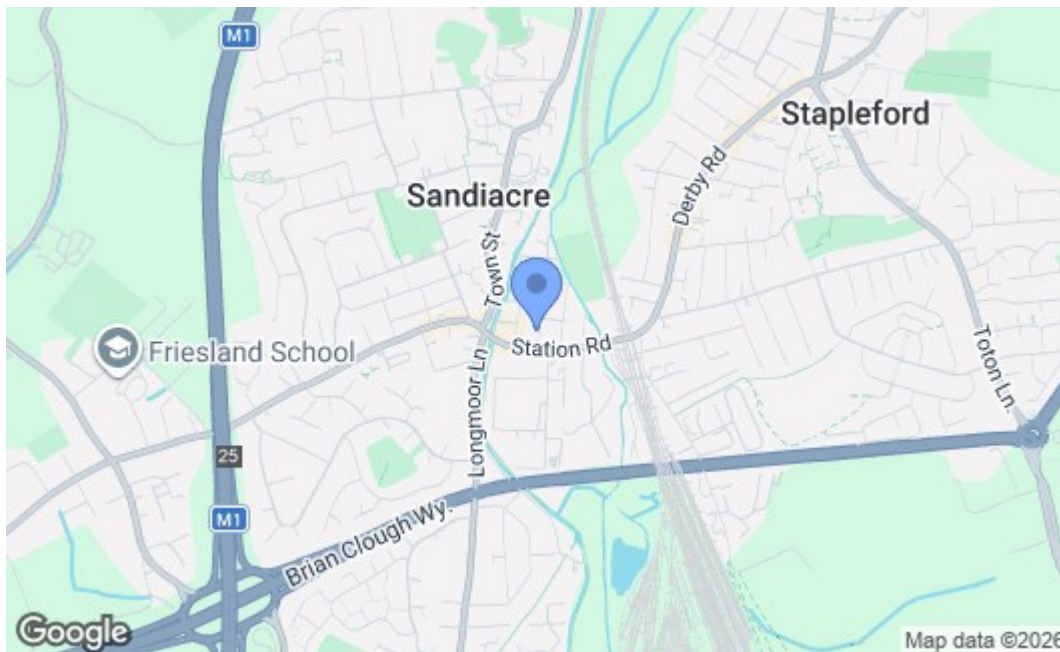 M1
Stapleford
Derby Rd
Sandiacre
Town St
Friesland School
Station Rd
Longmoor Ln
Toton Ln.
25
M1
Brian Clough Wy.
Google
Map data ©2026